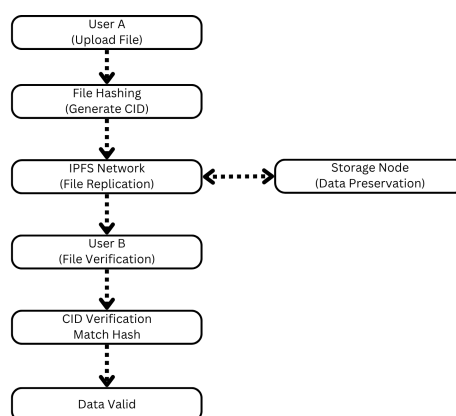 User A
(Upload File)
File Hashing
(Generate CID)
IPFS Network
(File Replication)
Storage Node
(Data Preservation)
User B
(File Verification)
CID Verification
Match Hash
Data Valid